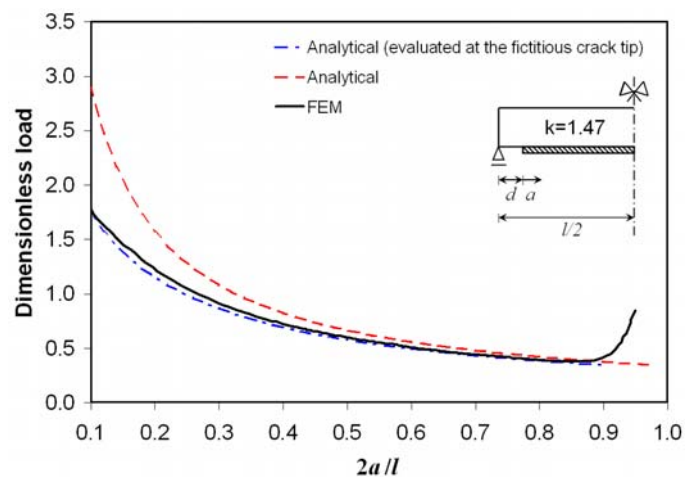 3.5
3.0
2.5
2.0
1.5
1.0
0.5
0.0
Dimensionless load
Analytical (evaluated at the fictitious crack tip)
Analytical
FEM
k=1.47
d a
l/2
0.1 0.2 0.3 0.4 0.5 0.6 0.7 0.8 0.9 1.0
2a/l